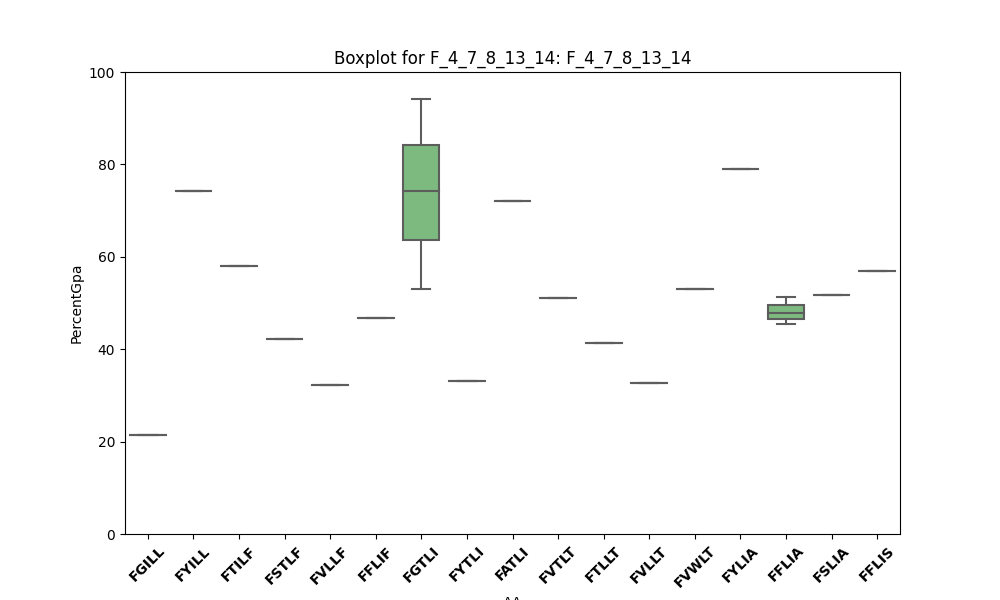 Boxplot for F_4_7_8_13_14: F_4_7_8_13_14
PercentGpa
100
80
60
40
20
0
FGILL
FYILL
FTILF
FSTLF
FVLLF
FFLIF
FGTLI
FYTLI
FATLI
FVTLT
FTLLT
FVLLT
FVWLT
FYLIA
FFLIA
FSLIA
FFLIS